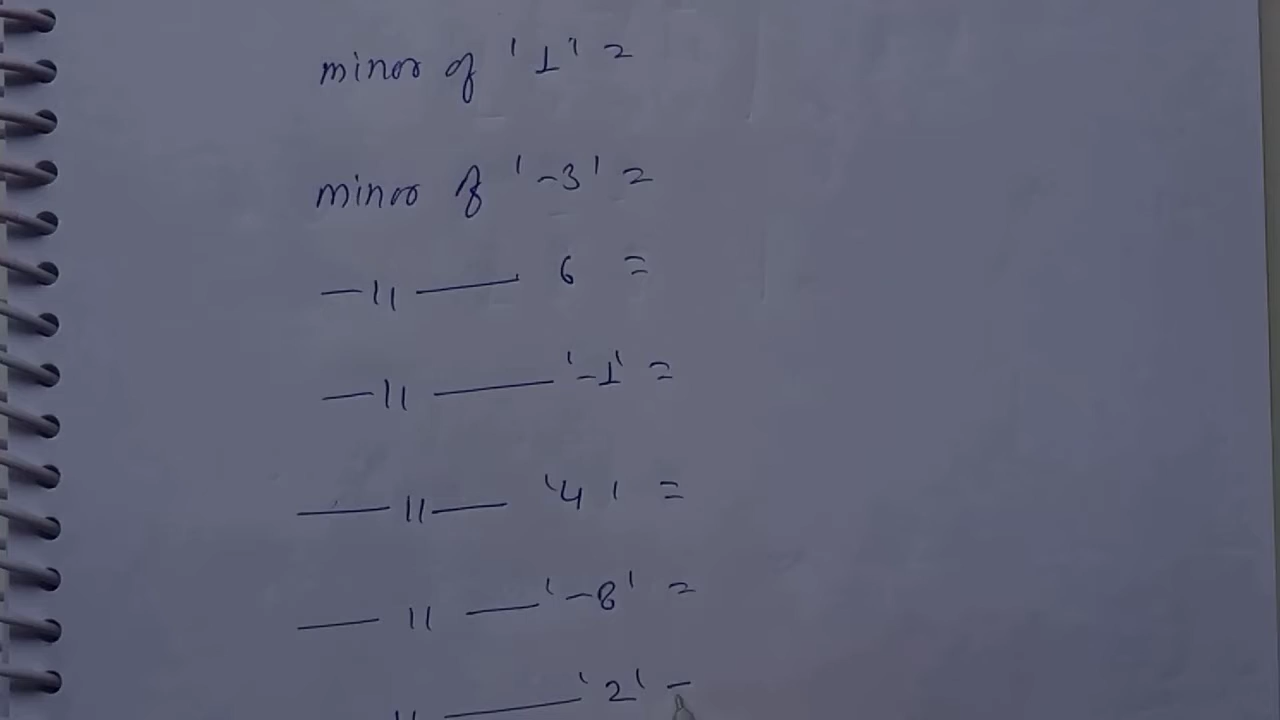 minor of '1' =
minor of '-3' =
—11— 6 =
—11— '-1' =
—11— '4' =
—11— '-8' =
11— '2' -